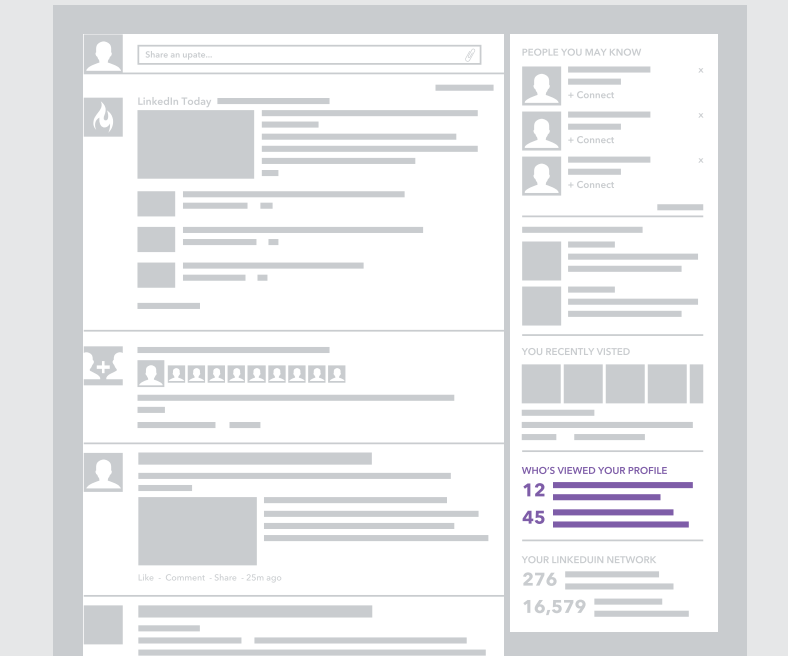 Share an upate...
LinkedIn Today
Like - Comment - Share - 25m ago
PEOPLE YOU MAY KNOW
x
+ Connect
x
+ Connect
x
+ Connect
YOU RECENTLY VISTED
WHO'S VIEWED YOUR PROFILE
12
45
YOUR LINKEDUIN NETWORK
276
16,579